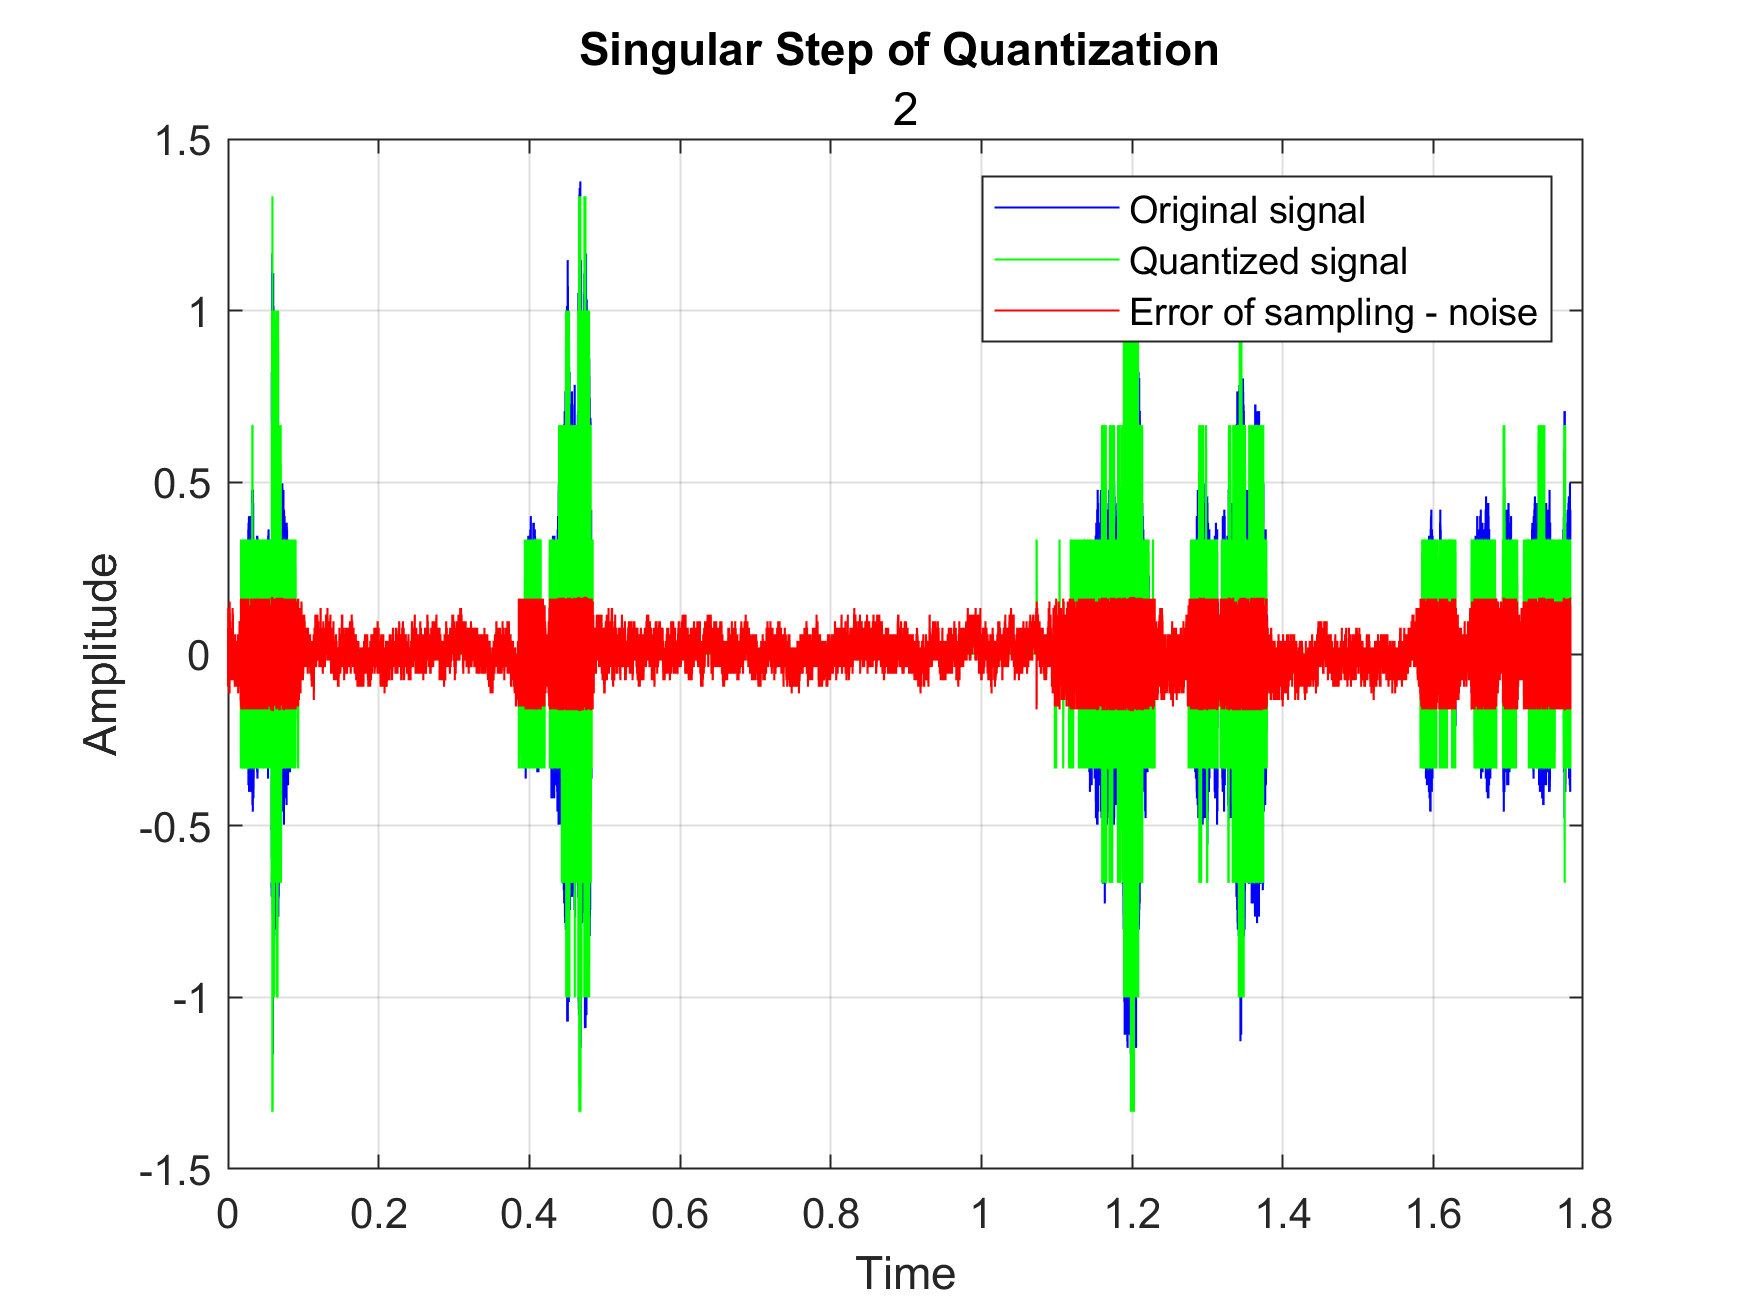 Singular Step of Quantization
2
1.5
1
0.5
0
-0.5
-1
-1.5
Amplitude
Original signal
Quantized signal
Error of sampling - noise
0 0.2 0.4 0.6 0.8 1 1.2 1.4 1.6 1.8
Time